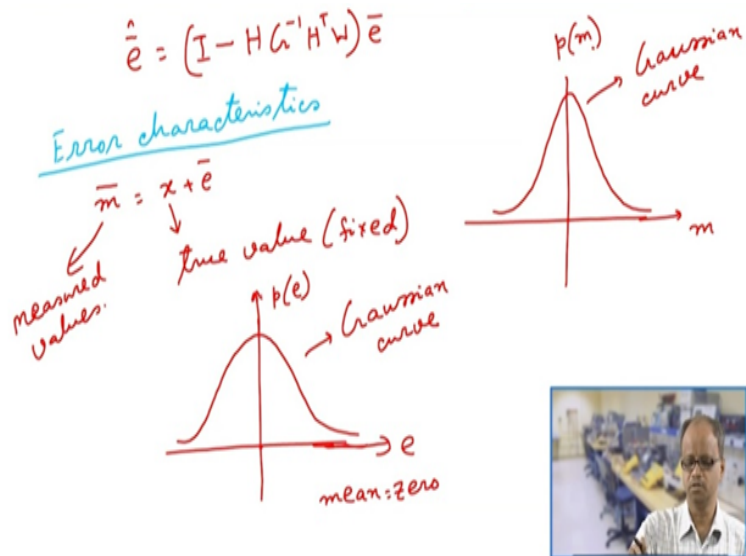 ê̄ = (I − H G⁻¹ Hᵀ W) ē
Error characteristics
m̄ = x + ē
measured
values.
true value (fixed)
p(e)
Gaussian
curve
e
mean = zero
p(m)
Gaussian
curve
m